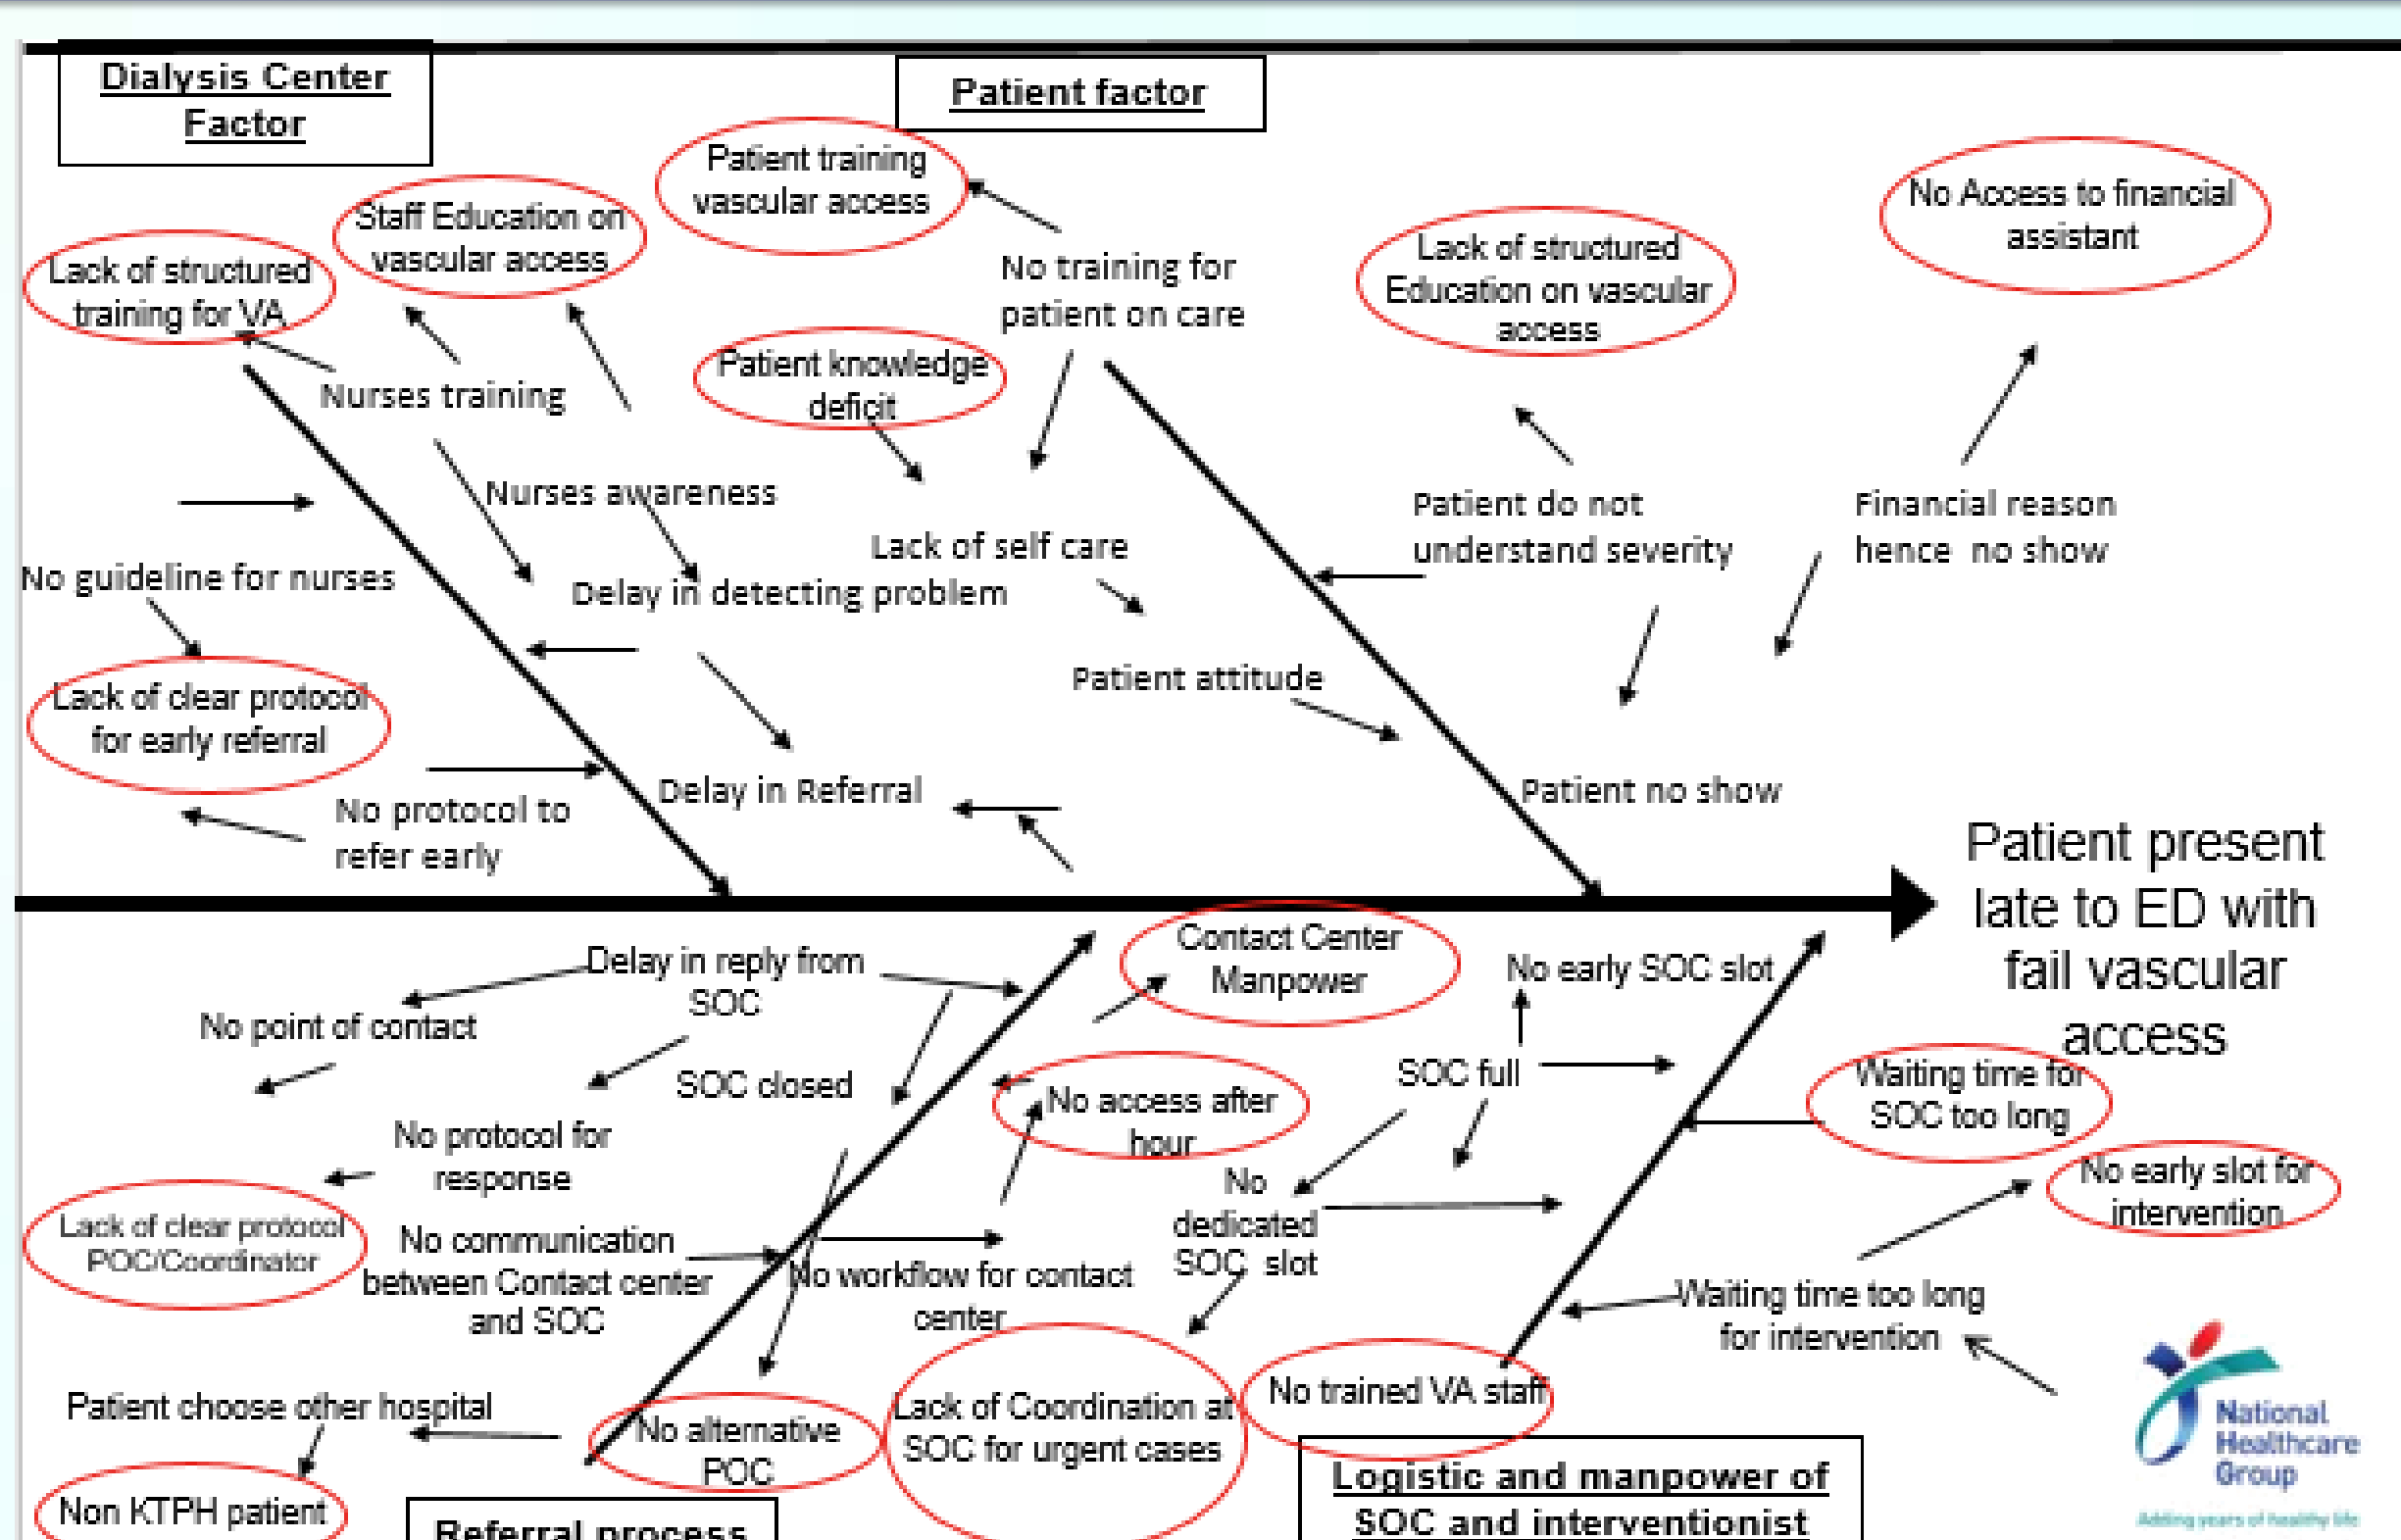 Dialysis Center
Factor
Patient factor
Patient training
vascular access
Staff Education on
vascular access
Lack of structured
training for VA
No Access to financial
assistant
Lack of structured
Education on vascular
access
No training for
patient on care
Patient knowledge
deficit
Nurses training
Nurses awareness
Lack of self care
Patient do not
understand severity
Financial reason
hence no show
No guideline for nurses
Delay in detecting problem
Patient attitude
Lack of clear protocol
for early referral
Delay in Referral
No protocol to
refer early
Patient no show
Patient present
late to ED with
fail vascular
access
Delay in reply from
SOC
No point of contact
SOC closed
No protocol for
response
Lack of clear protocol
POC/Coordinator
No communication
between Contact center
and SOC
Patient choose other hospital
Non KTPH patient
Referral process
Contact Center
Manpower
No access after
hour
No workflow for contact
center
No alternative
POC
No early SOC slot
SOC full
No
dedicated
SOC slot
Lack of Coordination at
SOC for urgent cases
No trained VA staff
Waiting time for
SOC too long
No early slot for
intervention
Waiting time too long
for intervention
Logistic and manpower of
SOC and interventionist
National
Healthcare
Group
Adding years of healthy life